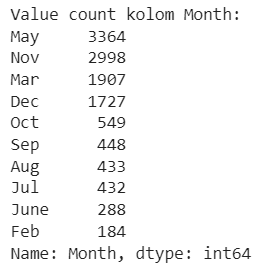 Value count kolom Month:
May     3364
Nov     2998
Mar     1907
Dec     1727
Oct      549
Sep      448
Aug      433
Jul      432
June     288
Feb      184
Name: Month, dtype: int64